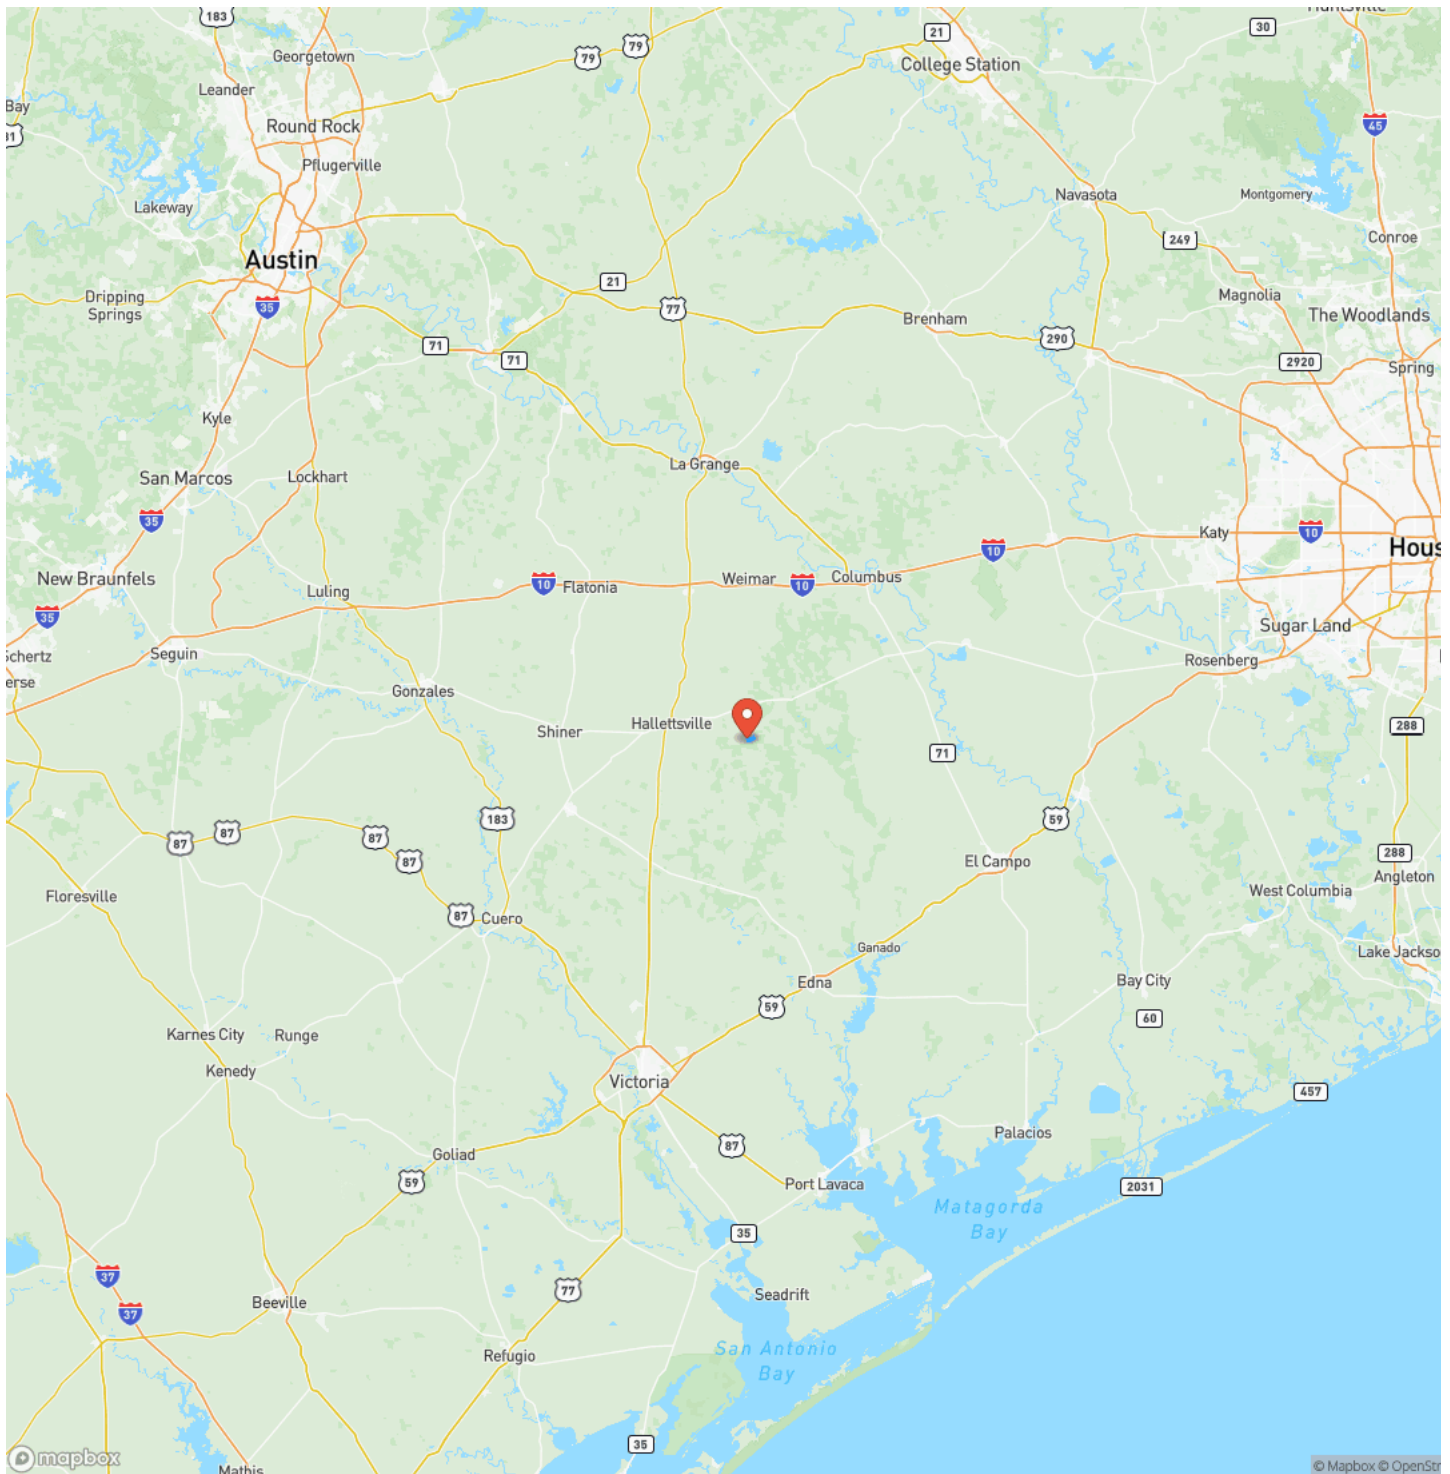 183
79
79
21
30
Huntsville
Georgetown
College Station
Leander
Bay
Round Rock
45
31
Pflugerville
Navasota
Montgomery
Lakeway
249
Conroe
Austin
21
Dripping
Springs
35
77
Magnolia
The Woodlands
Brenham
290
71
71
2920
Spring
Kyle
La Grange
San Marcos
Lockhart
35
Katy
10
Houst
10
New Braunfels
Luling
10
Flatonia
Weimar
10
Columbus
35
Sugar Land
Schertz
Seguin
Rosenberg
erse
Gonzales
Hallettsville
Shiner
288
71
183
59
87
87
87
87
El Campo
288
Floresville
Angleton
West Columbia
87
Cuero
Ganado
Lake Jackso
Edna
Bay City
59
60
Karnes City
Runge
Kenedy
Victoria
457
Palacios
87
Goliad
59
Port Lavaca
2031
Matagorda
Bay
35
37
77
Seadrift
Beeville
37
San Antonio
Bay
Refugio
35
mapbox
Mathis
© Mapbox © OpenStr